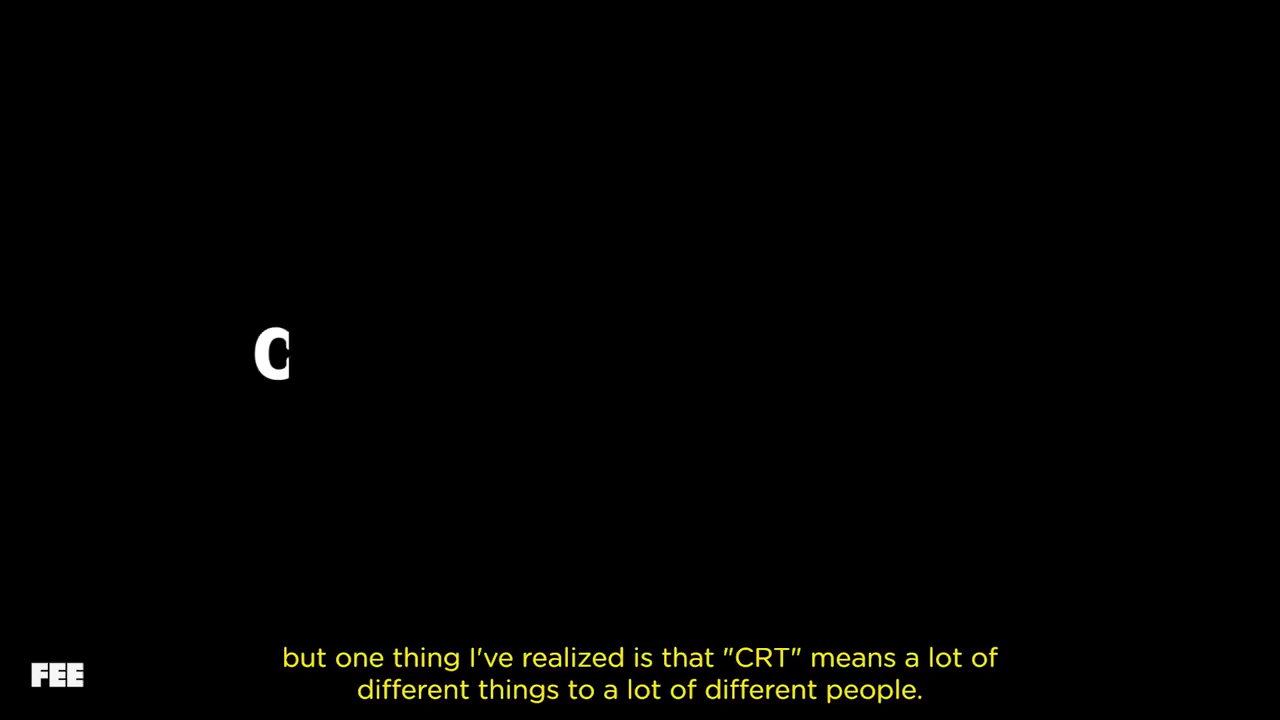 C
FEE
but one thing I've realized is that "CRT" means a lot of
different things to a lot of different people.